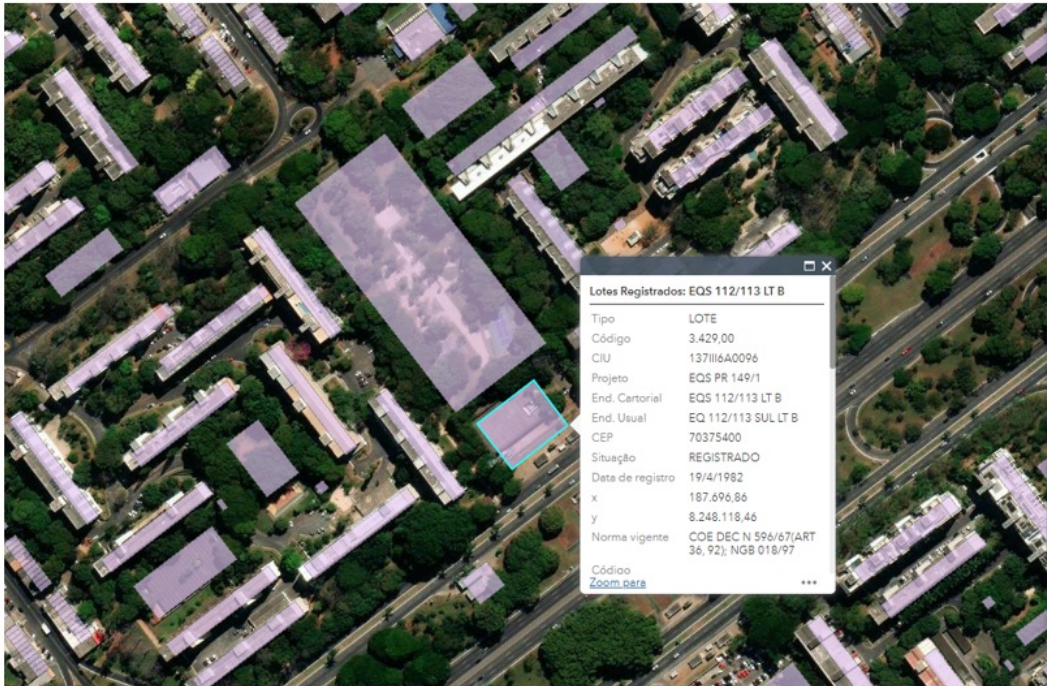 Lotes Registrados: EQS 112/113 LT B
Tipo LOTE
Código 3.429,00
CIU 137III6A0096
Projeto EQS PR 149/1
End. Cartorial EQS 112/113 LT B
End. Usual EQ 112/113 SUL LT B
CEP 70375400
Situação REGISTRADO
Data de registro 19/4/1982
x 187.696,86
y 8.248.118,46
Norma vigente COE DEC N 596/67(ART
36, 92); NGB 018/97
Código
Zoom para